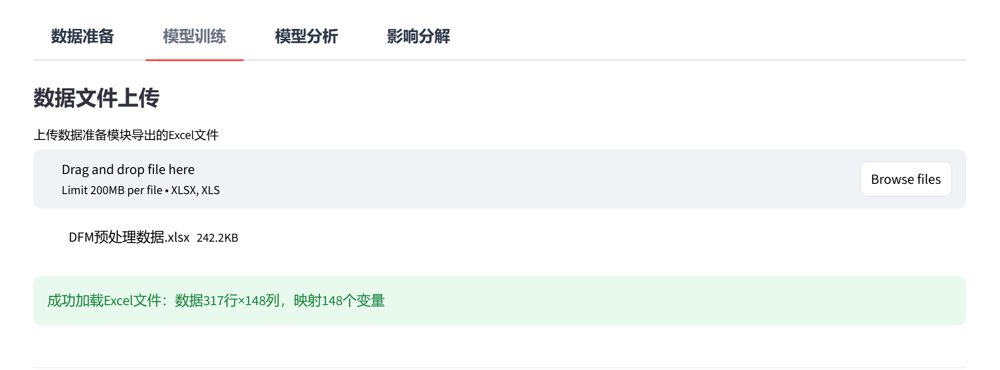 数据准备 模型训练 模型分析 影响分解
数据文件上传
上传数据准备模块导出的Excel文件
Drag and drop file here
Limit 200MB per file • XLSX, XLS
Browse files
DFM预处理数据.xlsx 242.2KB
成功加载Excel文件：数据317行×148列，映射148个变量